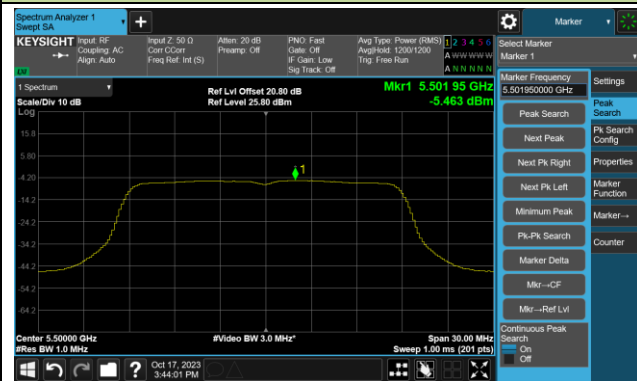 Spectrum Analyzer 1
Swept SA
Marker
KEYSIGHT
Input: RF
Coupling: AC
Align: Auto
Input Z: 50 Ω
Corr CCorr
Freq Ref: Int (S)
Atten: 20 dB
Preamp: Off
PNO: Fast
Gate: Off
IF Gain: Low
Sig Track: Off
Avg Type: Power (RMS)
Avg|Hold: 1200/1200
Trig: Free Run
1 2 3 4 5 6
A W W W W W
A N N N N N
LW
Select Marker
Marker 1
1 Spectrum
Scale/Div 10 dB
Ref Lvl Offset 20.80 dB
Ref Level 25.80 dBm
Mkr1 5.501 95 GHz
-5.463 dBm
Log
15.8
5.80
-4.20
-14.2
-24.2
-34.2
-44.2
-54.2
-64.2
1
Center 5.50000 GHz
#Res BW 1.0 MHz
#Video BW 3.0 MHz*
Span 30.00 MHz
Sweep 1.00 ms (201 pts)
Marker Frequency
5.501950000 GHz
Peak Search
Next Peak
Next Pk Right
Next Pk Left
Minimum Peak
Pk-Pk Search
Marker Delta
Mkr→CF
Mkr→Ref Lvl
Continuous Peak
Search
On
Off
Settings
Peak
Search
Pk Search
Config
Properties
Marker
Function
Marker→
Counter
Oct 17, 2023
3:44:01 PM